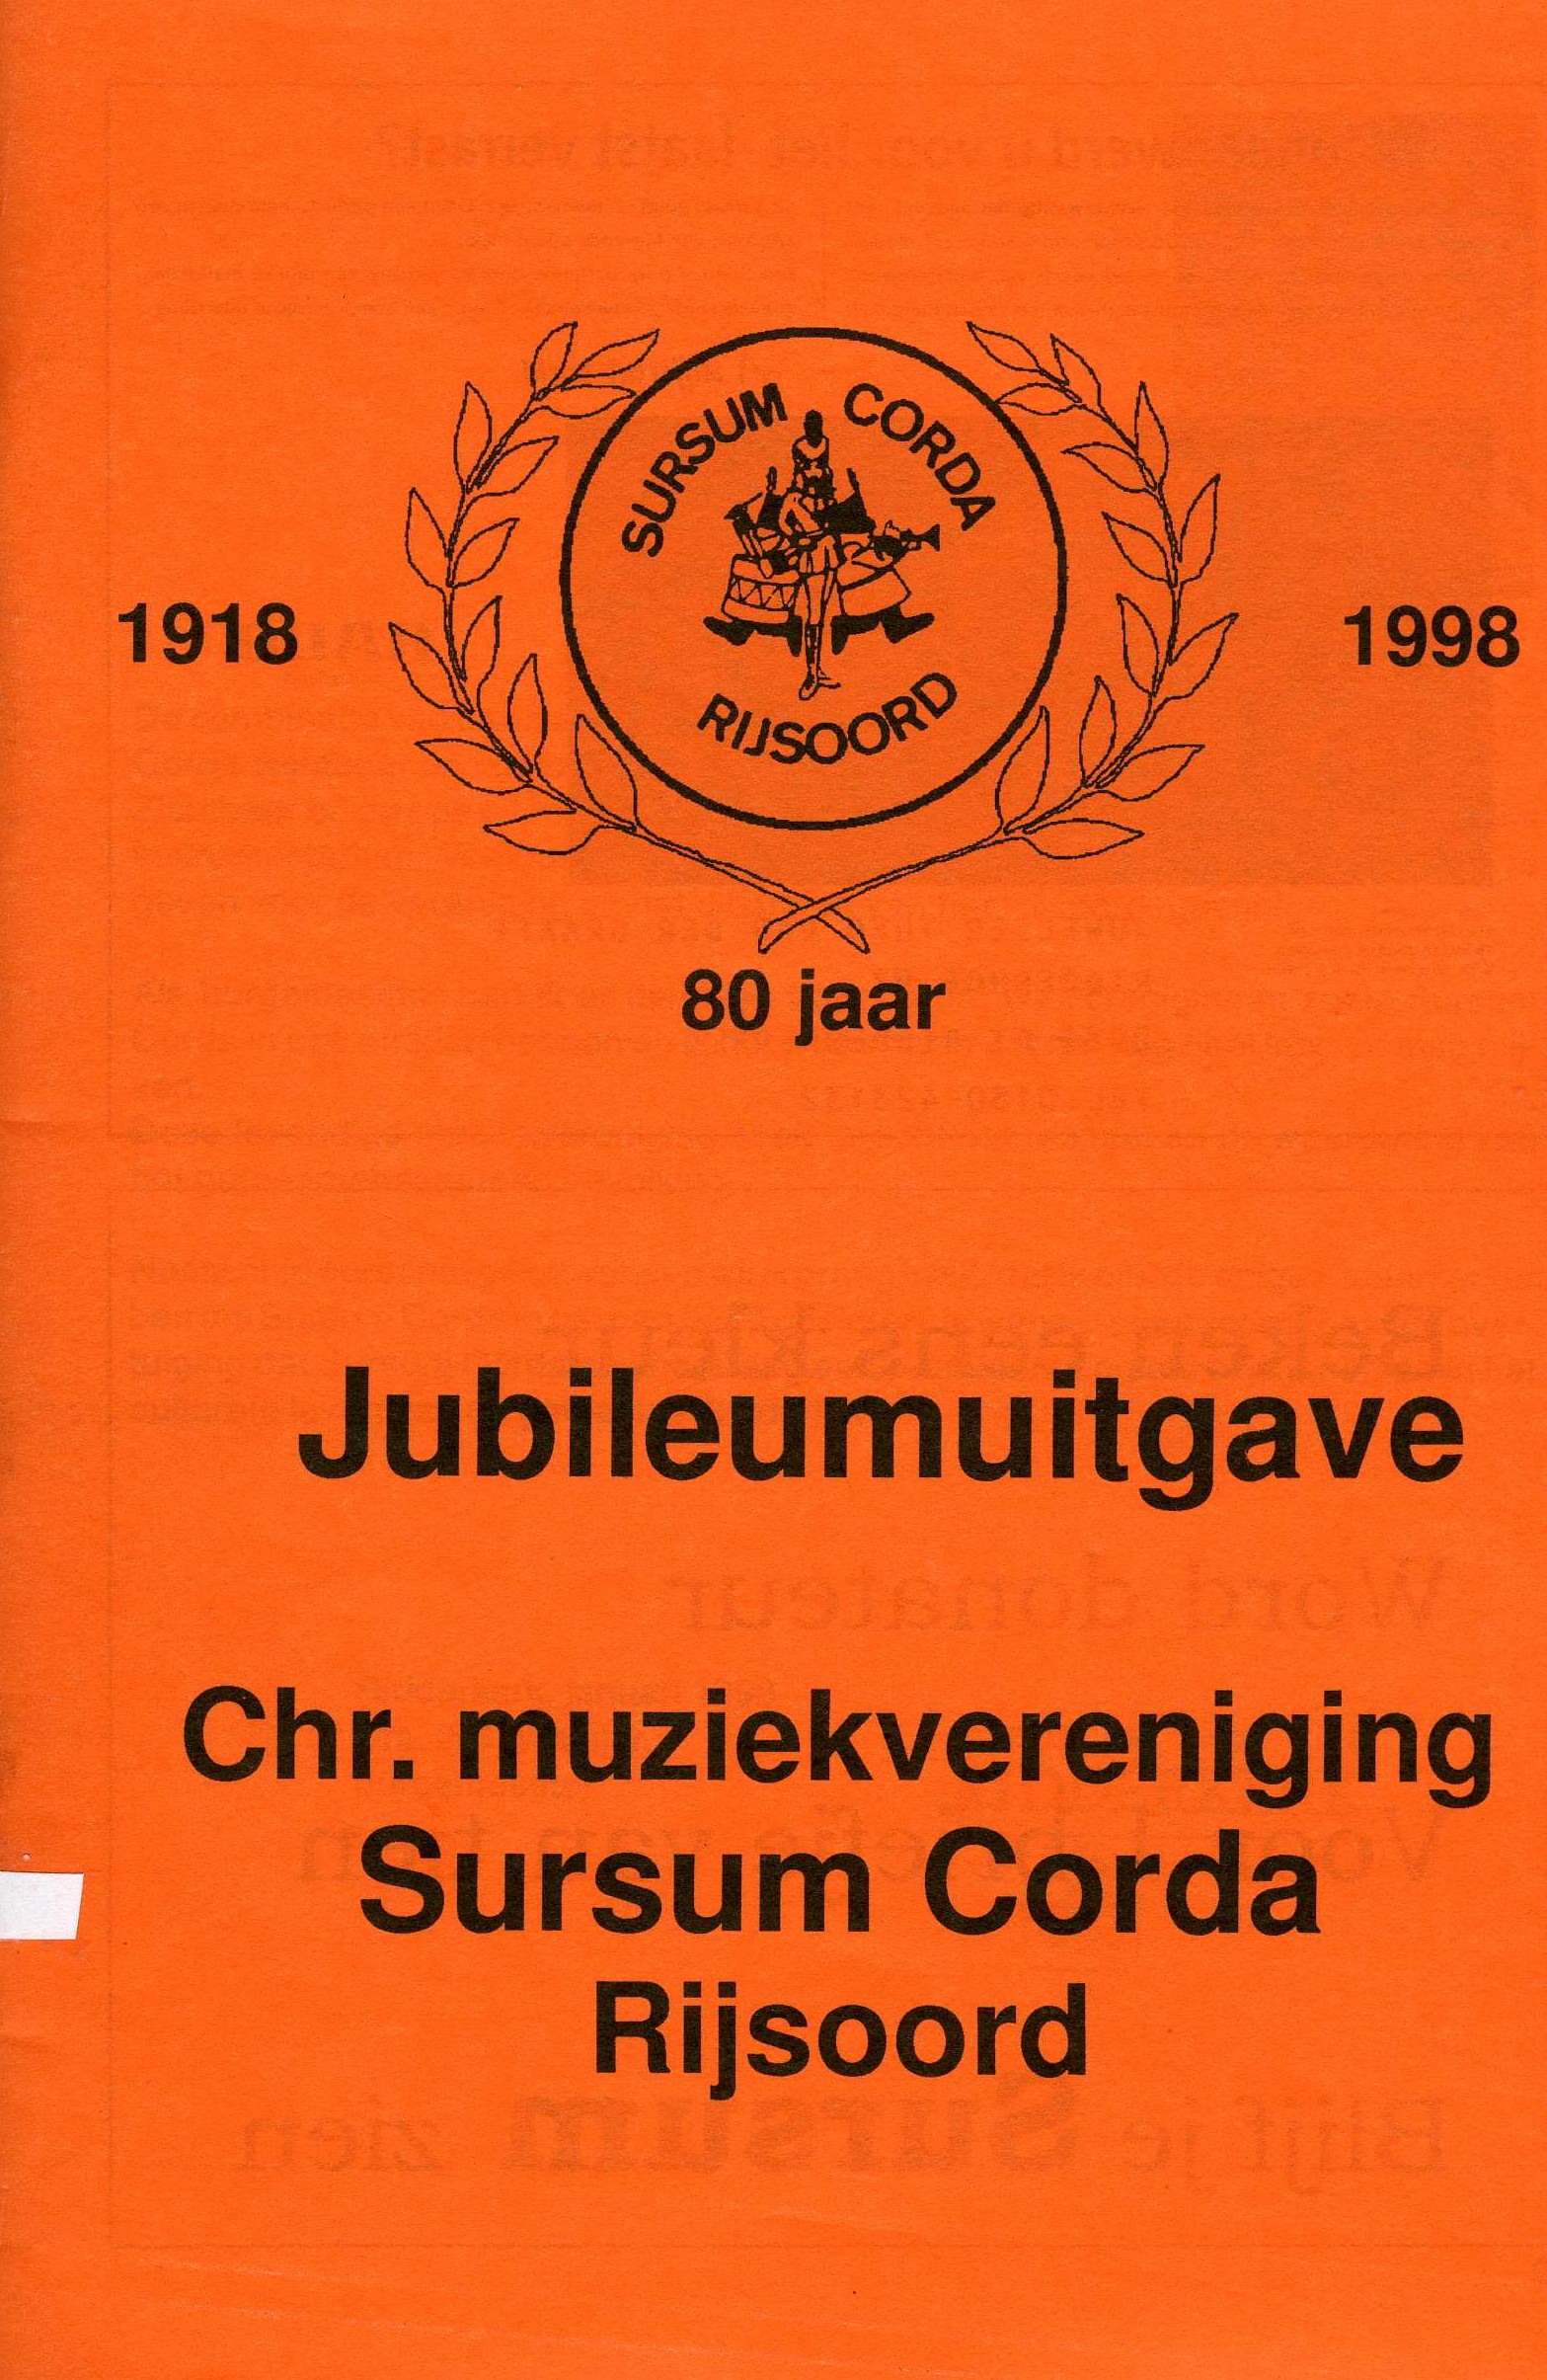 SURSUM CORDA
RIJSOORD
1918
1998
80 jaar
Jubileumuitgave
Chr. muziekvereniging
Sursum Corda
Rijsoord